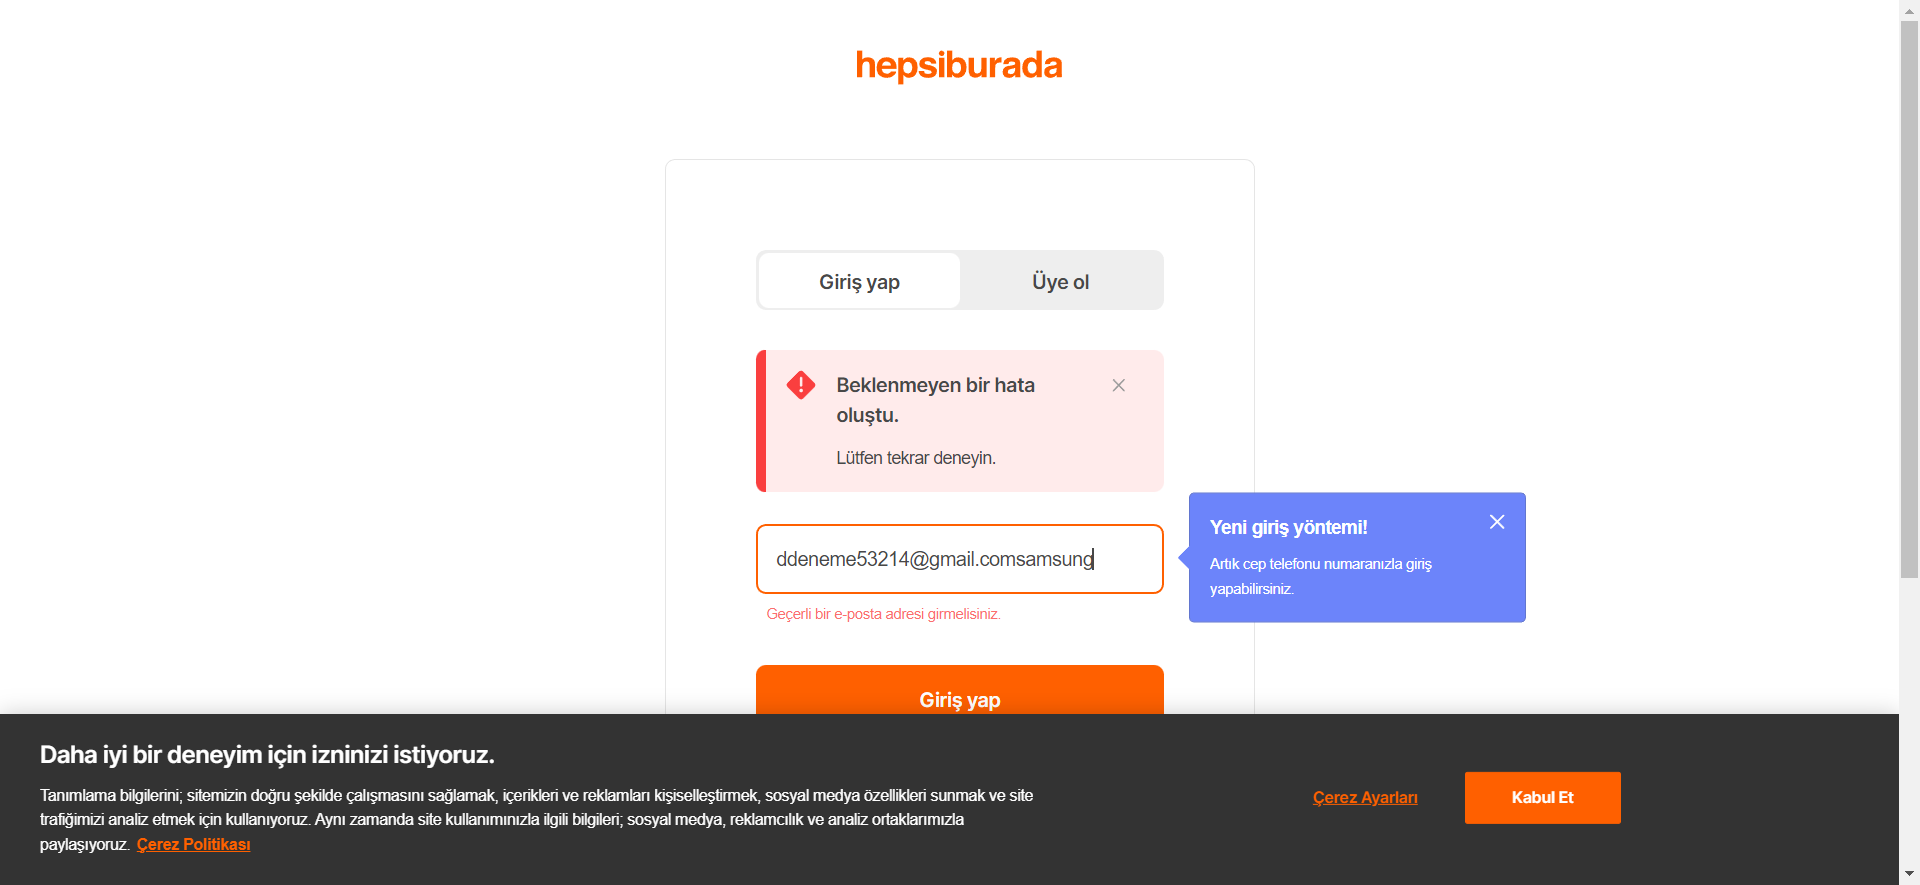 hepsiburada
Giriş yap
Üye ol
Beklenmeyen bir hata
oluştu.
Lütfen tekrar deneyin.
ddeneme53214@gmail.comsamsung
Geçerli bir e-posta adresi girmelisiniz.
Yeni giriş yöntemi!
Artık cep telefonu numaranızla giriş
yapabilirsiniz.
Giriş yap
Daha iyi bir deneyim için izninizi istiyoruz.
Tanımlama bilgilerini; sitemizin doğru şekilde çalışmasını sağlamak, içerikleri ve reklamları kişiselleştirmek, sosyal medya özellikleri sunmak ve site
trafiğimizi analiz etmek için kullanıyoruz. Aynı zamanda site kullanımınızla ilgili bilgileri; sosyal medya, reklamcılık ve analiz ortaklarımızla
paylaşıyoruz. Çerez Politikası
Çerez Ayarları
Kabul Et